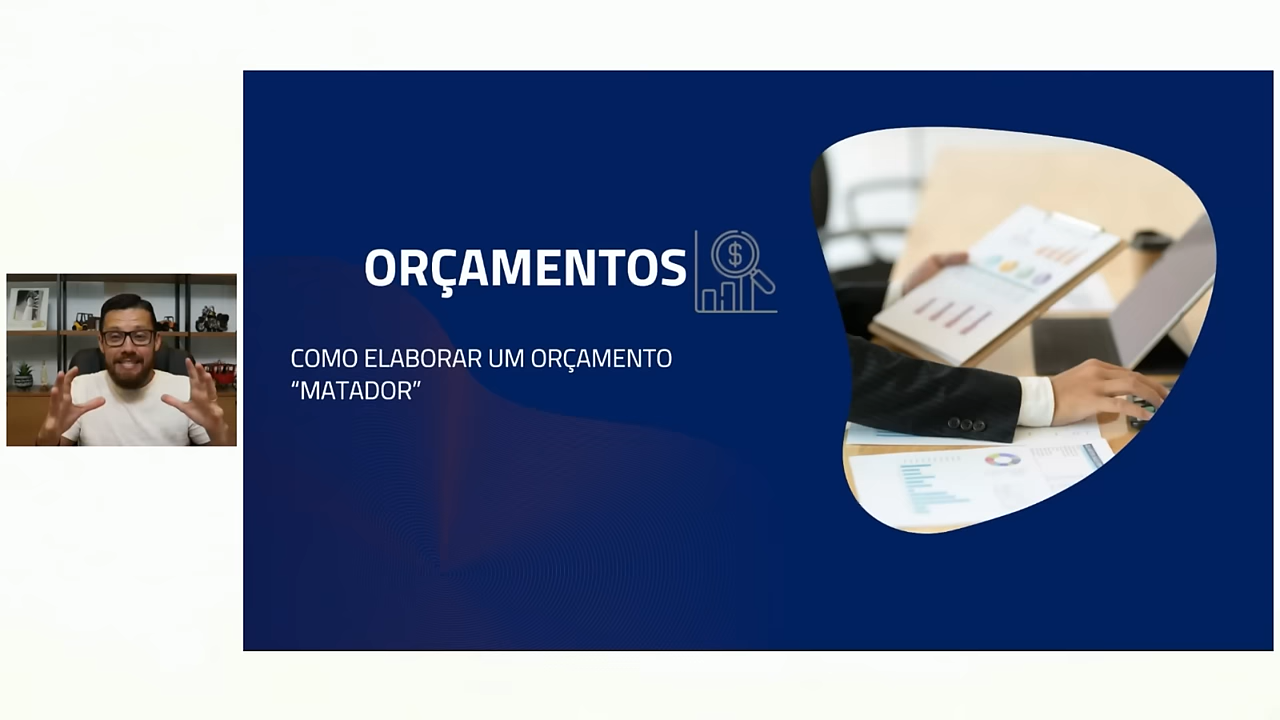 ORÇAMENTOS
COMO ELABORAR UM ORÇAMENTO
“MATADOR”